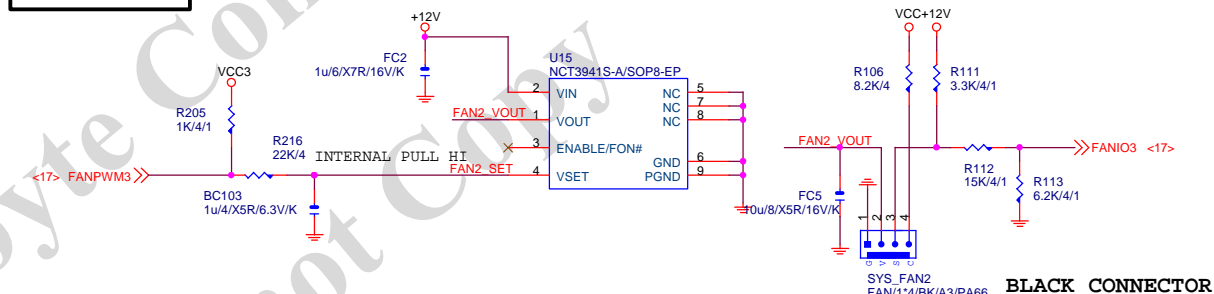 +12V
FC2
1u/6/X7R/16V/K
U15
NCT3941S-A/SOP8-EP
VCC+12V
VCC3
R205
1K/4/1
R216
22K/4
INTERNAL PULL HI
<17> FANPWM3
BC103
1u/4/X5R/6.3V/K
FAN2_VOUT
FAN2_SET
2 VIN
1 VOUT
3 ENABLE/FON#
4 VSET
NC 5
NC 7
NC 8
GND 6
PGND 9
R106
8.2K/4
R111
3.3K/4/1
FAN2_VOUT
FANIO3 <17>
R112
15K/4/1
R113
6.2K/4/1
FC5
10u/8/X5R/16V/K
1 2 3 4
G V S C
SYS_FAN2
FAN/1*4/BK/A3/PA66
BLACK CONNECTOR
Copy